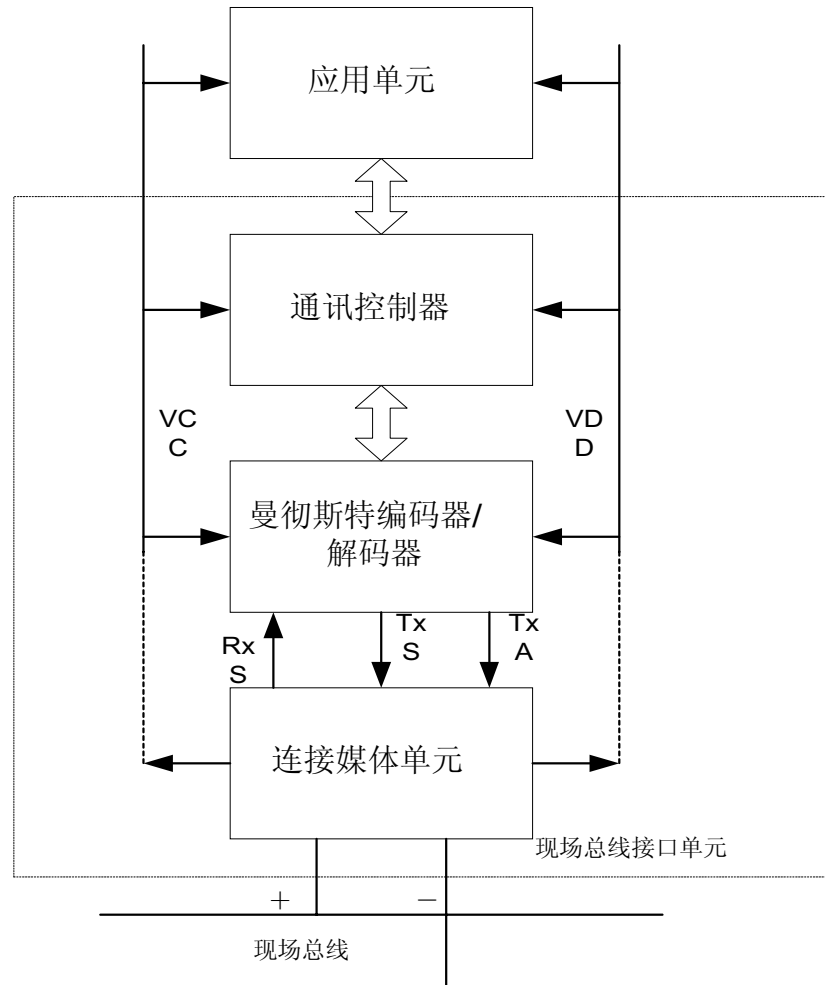 应用单元
通讯控制器
VC
C
VD
D
曼彻斯特编码器/
解码器
Rx
S
Tx
S
Tx
A
连接媒体单元
现场总线接口单元
+
−
现场总线